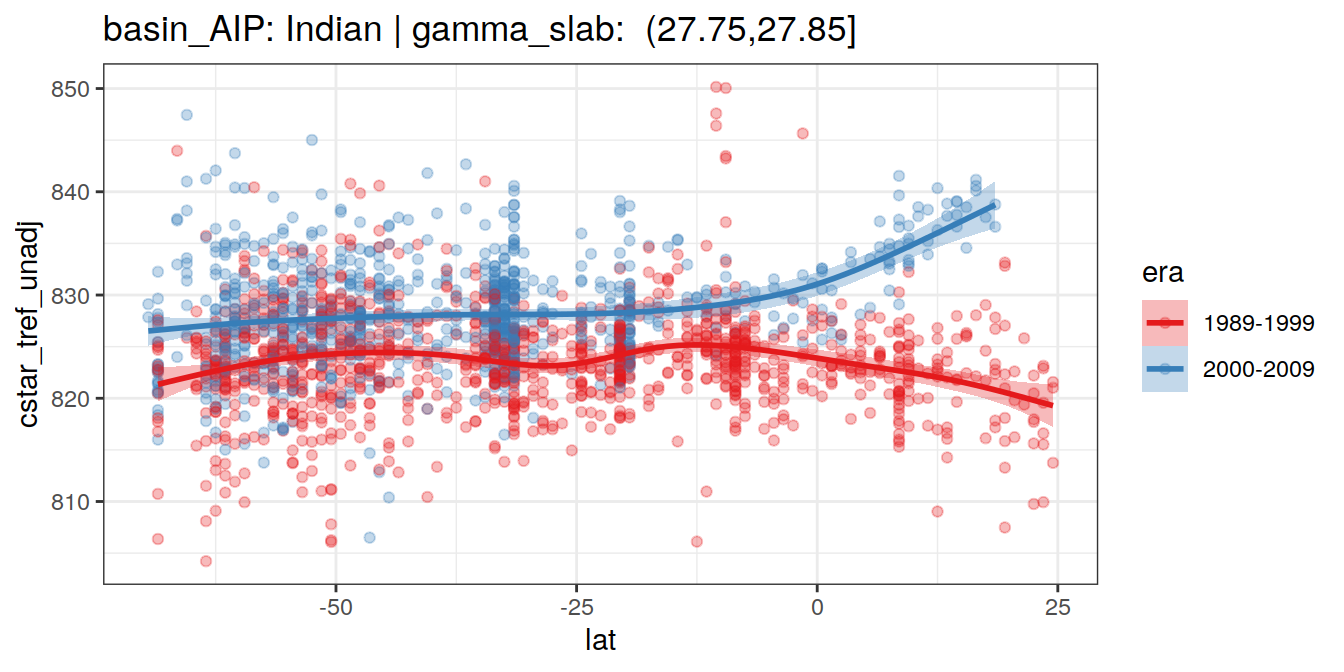 basin_AIP: Indian | gamma_slab:  (27.75,27.85]
850
840
830
820
810
cstar_tref_unadj
-50
-25
0
25
lat
era
1989-1999
2000-2009